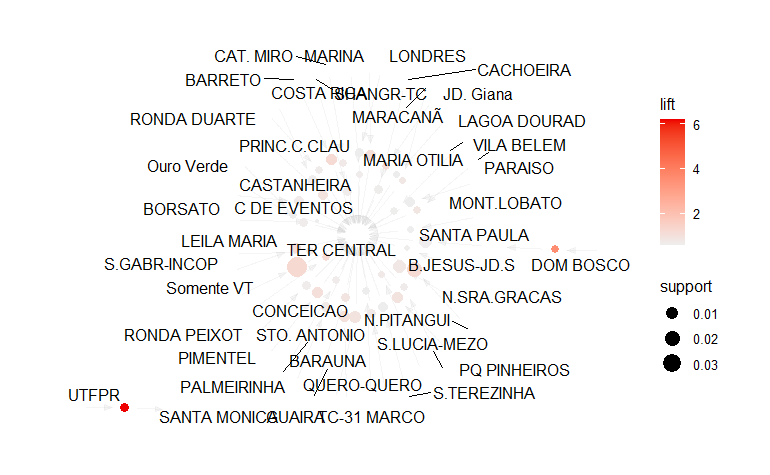 CAT. MIRO
MARINA
LONDRES
CACHOEIRA
BARRETO
COSTA RICA
SHANGR-TC
JD. Giana
RONDA DUARTE
MARACANÃ
LAGOA DOURAD
PRINC.C.CLAU
MARIA OTILIA
VILA BELEM
Ouro Verde
PARAISO
CASTANHEIRA
BORSATO
C DE EVENTOS
MONT.LOBATO
LEILA MARIA
TER CENTRAL
SANTA PAULA
S.GABR-INCOP
B.JESUS-JD.S
DOM BOSCO
Somente VT
N.SRA.GRACAS
CONCEICAO
N.PITANGUI
RONDA PEIXOT
STO. ANTONIO
S.LUCIA-MEZO
PIMENTEL
BARAUNA
PQ PINHEIROS
PALMEIRINHA
QUERO-QUERO
S.TEREZINHA
UTFPR
SANTA MONICA
GUAIRA
TC-31 MARCO
lift
6
4
2
support
0.01
0.02
0.03